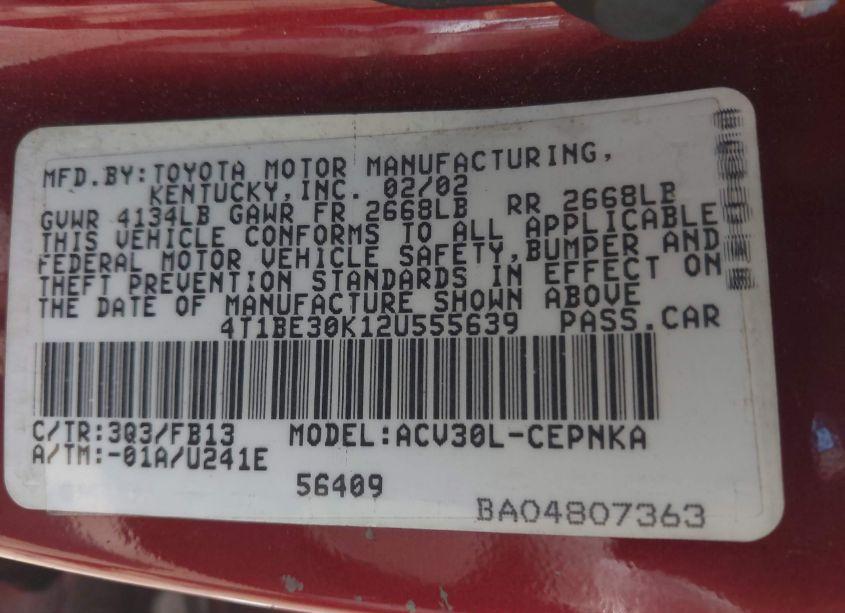 MFD.BY:TOYOTA MOTOR MANUFACTURING,
KENTUCKY,INC. 02/02
GVWR 4134LB GAWR FR 2668LB RR 2668LB
THIS VEHICLE CONFORMS TO ALL APPLICABLE
FEDERAL MOTOR VEHICLE SAFETY,BUMPER AND
THEFT PREVENTION STANDARDS IN EFFECT ON
THE DATE OF MANUFACTURE SHOWN ABOVE
4T1BE30K12U555639 PASS.CAR
C/TR:3Q3/FB13 MODEL:ACV30L-CEPNKA
A/TM:-01A/U241E
56409
BA04807363